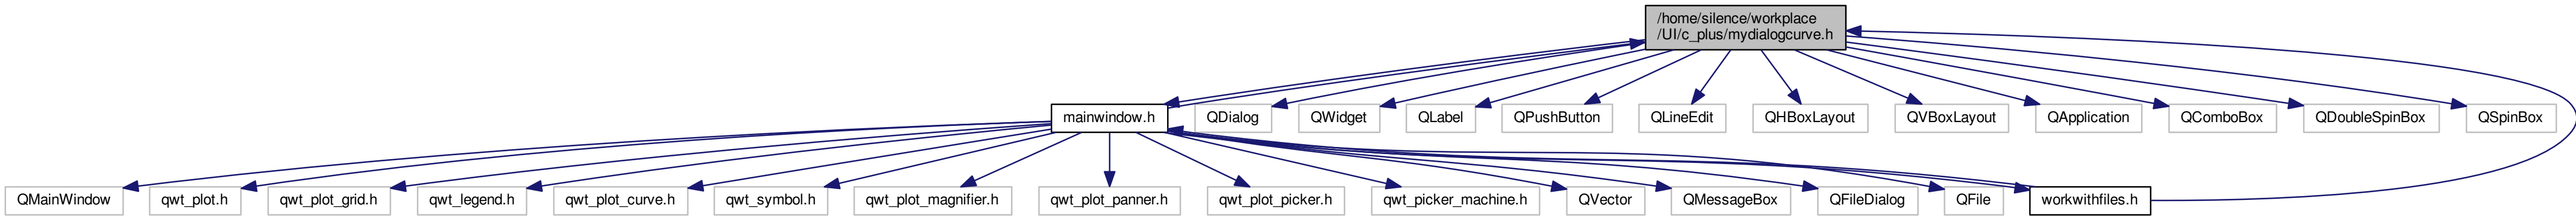 /home/silence/workplace
/UI/c_plus/mydialogcurve.h
mainwindow.h
QDialog
QWidget
QLabel
QPushButton
QLineEdit
QHBoxLayout
QVBoxLayout
QApplication
QComboBox
QDoubleSpinBox
QSpinBox
QMainWindow
qwt_plot.h
qwt_plot_grid.h
qwt_legend.h
qwt_plot_curve.h
qwt_symbol.h
qwt_plot_magnifier.h
qwt_plot_panner.h
qwt_plot_picker.h
qwt_picker_machine.h
QVector
QMessageBox
QFileDialog
QFile
workwithfiles.h